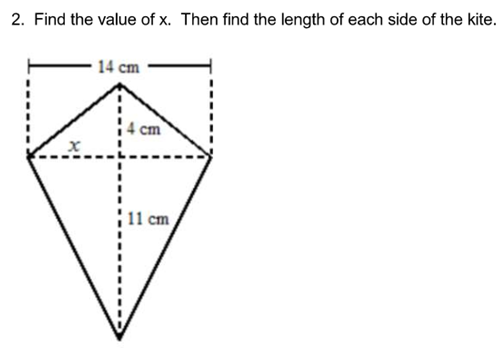 2. Find the value of x. Then find the length of each side of the kite.
14 cm
4 cm
x
11 cm